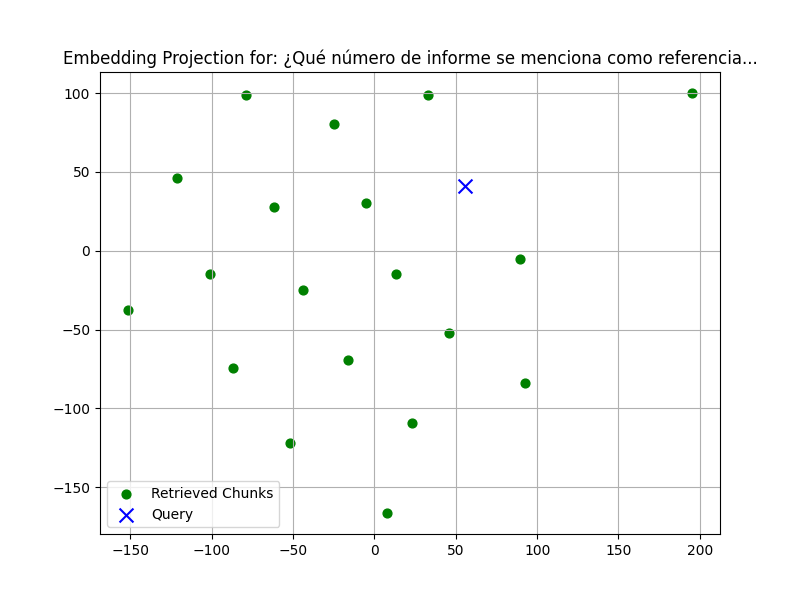 Embedding Projection for: ¿Qué número de informe se menciona como referencia...
100
50
0
−50
−100
−150
Retrieved Chunks
Query
−150 −100 −50 0 50 100 150 200